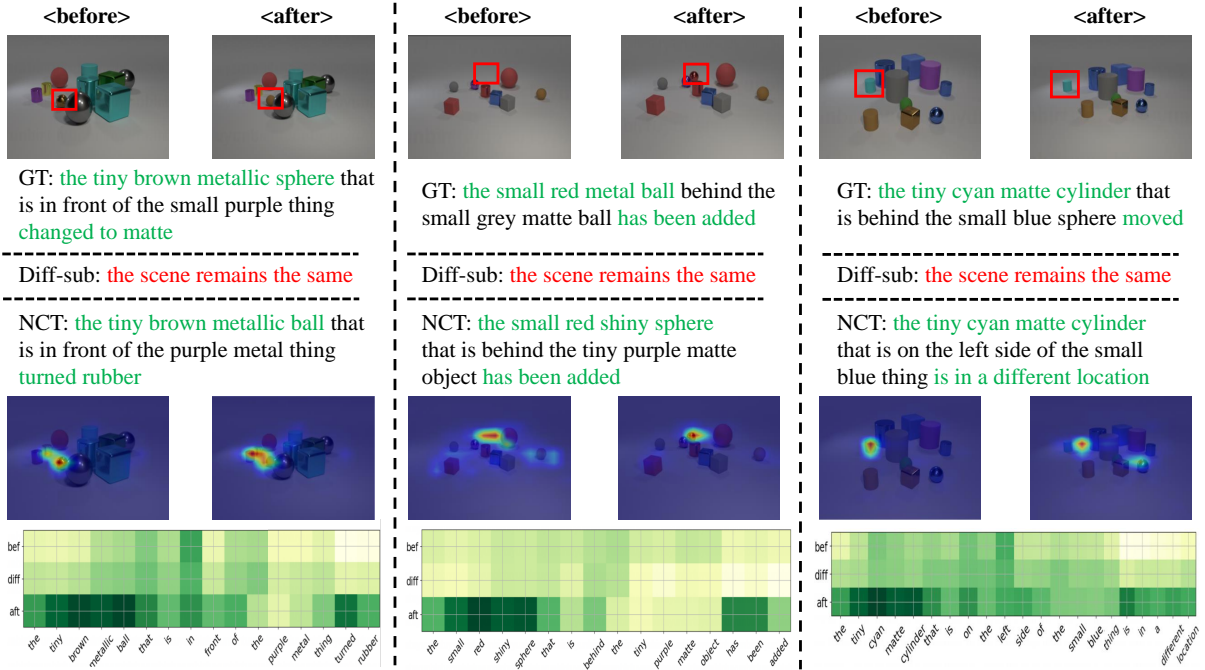 <before>
<after>
GT: the tiny brown metallic sphere that
is in front of the small purple thing
changed to matte
Diff-sub: the scene remains the same
NCT: the tiny brown metallic ball that
is in front of the purple metal thing
turned rubber
bef
diff
aft
the tiny brown metallic ball that is in front of the purple metal thing turned rubber
<before>
<after>
GT: the small red metal ball behind the
small grey matte ball has been added
Diff-sub: the scene remains the same
NCT: the small red shiny sphere
that is behind the tiny purple matte
object has been added
bef
diff
aft
the small red shiny sphere that is behind the tiny purple matte object has been added
<before>
<after>
GT: the tiny cyan matte cylinder that
is behind the small blue sphere moved
Diff-sub: the scene remains the same
NCT: the tiny cyan matte cylinder
that is on the left side of the small
blue thing is in a different location
bef
diff
aft
the tiny cyan matte cylinder that is on the left side of the small blue thing is in a different location